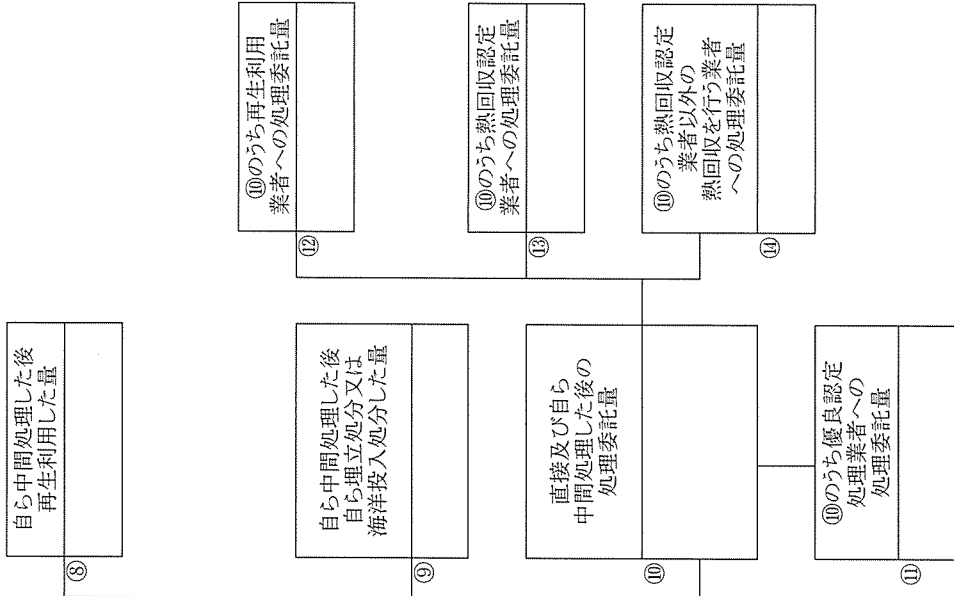 自ら中間処理した後
再生利用した量
⑧
自ら中間処理した後
自ら埋立処分又は
海洋投入処分した量
⑨
直接及び自ら
中間処理した後の
処理委託量
⑩
⑩のうち優良認定
処理業者への
処理委託量
⑪
⑩のうち再生利用
業者への処理委託量
⑫
⑩のうち熱回収認定
業者への処理委託量
⑬
⑩のうち熱回収認定
業者以外の
熱回収を行う業者
への処理委託量
⑭